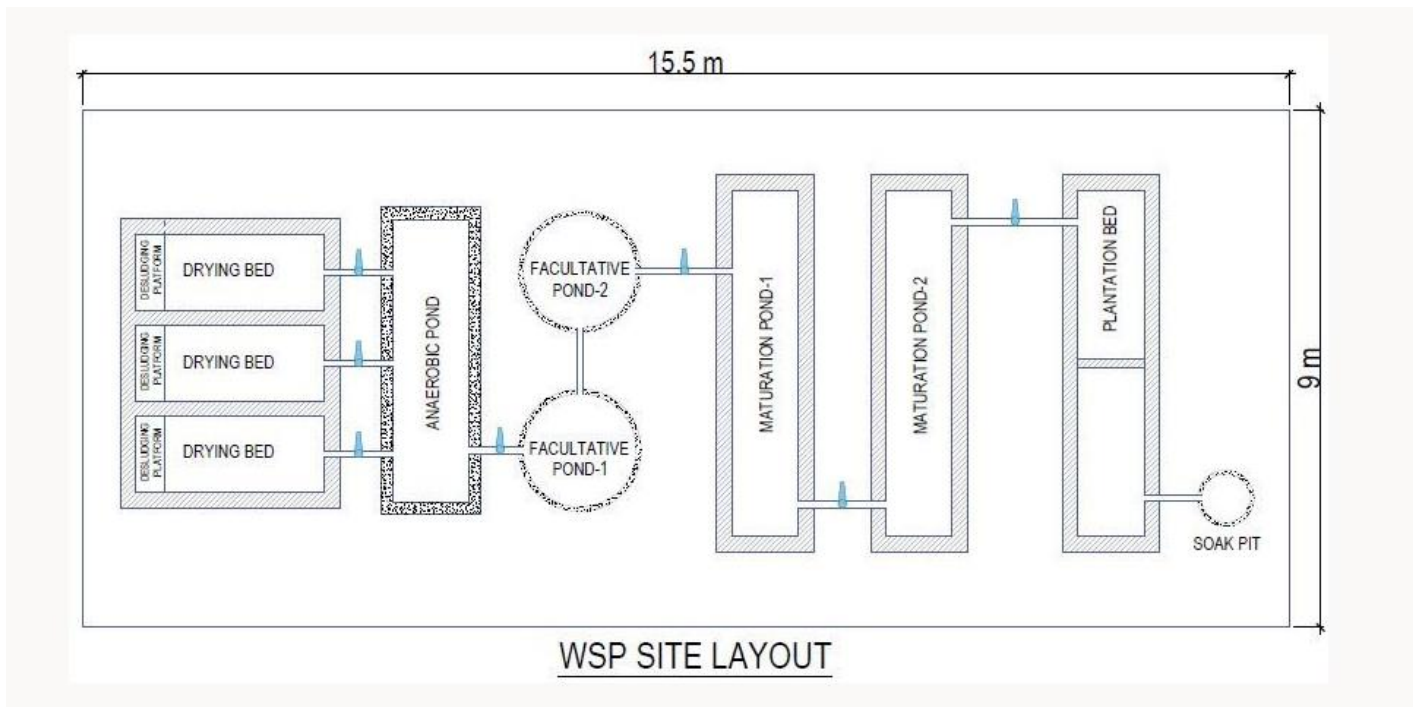 15.5 m
9 m
DESLUDGING
PLATFORM
DRYING BED
DESLUDGING
PLATFORM
DRYING BED
DESLUDGING
PLATFORM
DRYING BED
ANAEROBIC POND
FACULTATIVE
POND-2
FACULTATIVE
POND-1
MATURATION POND-1
MATURATION POND-2
PLANTATION BED
SOAK PIT
WSP SITE LAYOUT